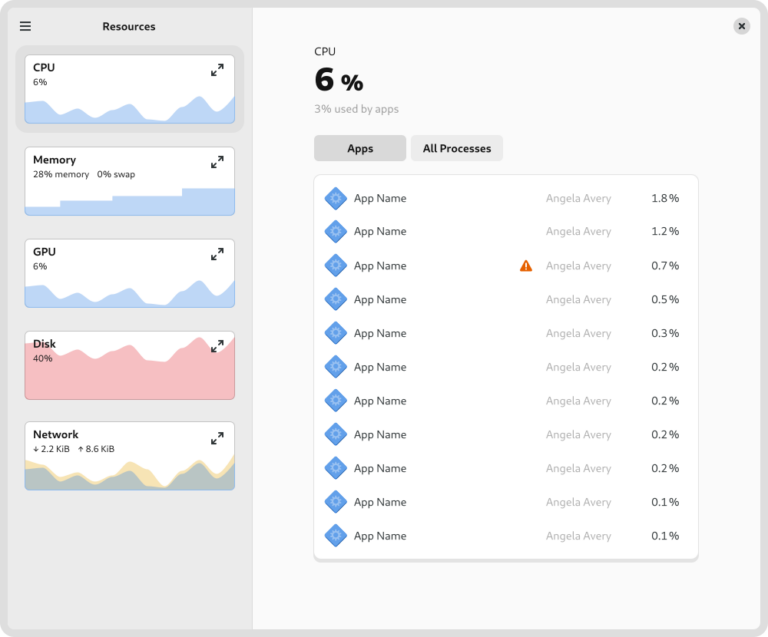 Resources
CPU
6%
Memory
28% memory 0% swap
GPU
6%
Disk
40%
Network
↓ 2.2 KiB ↑ 8.6 KiB
CPU
6 %
3% used by apps
Apps All Processes
App Name Angela Avery 1.8 %
App Name Angela Avery 1.2 %
App Name Angela Avery 0.7 %
App Name Angela Avery 0.5 %
App Name Angela Avery 0.3 %
App Name Angela Avery 0.2 %
App Name Angela Avery 0.2 %
App Name Angela Avery 0.2 %
App Name Angela Avery 0.2 %
App Name Angela Avery 0.1 %
App Name Angela Avery 0.1 %